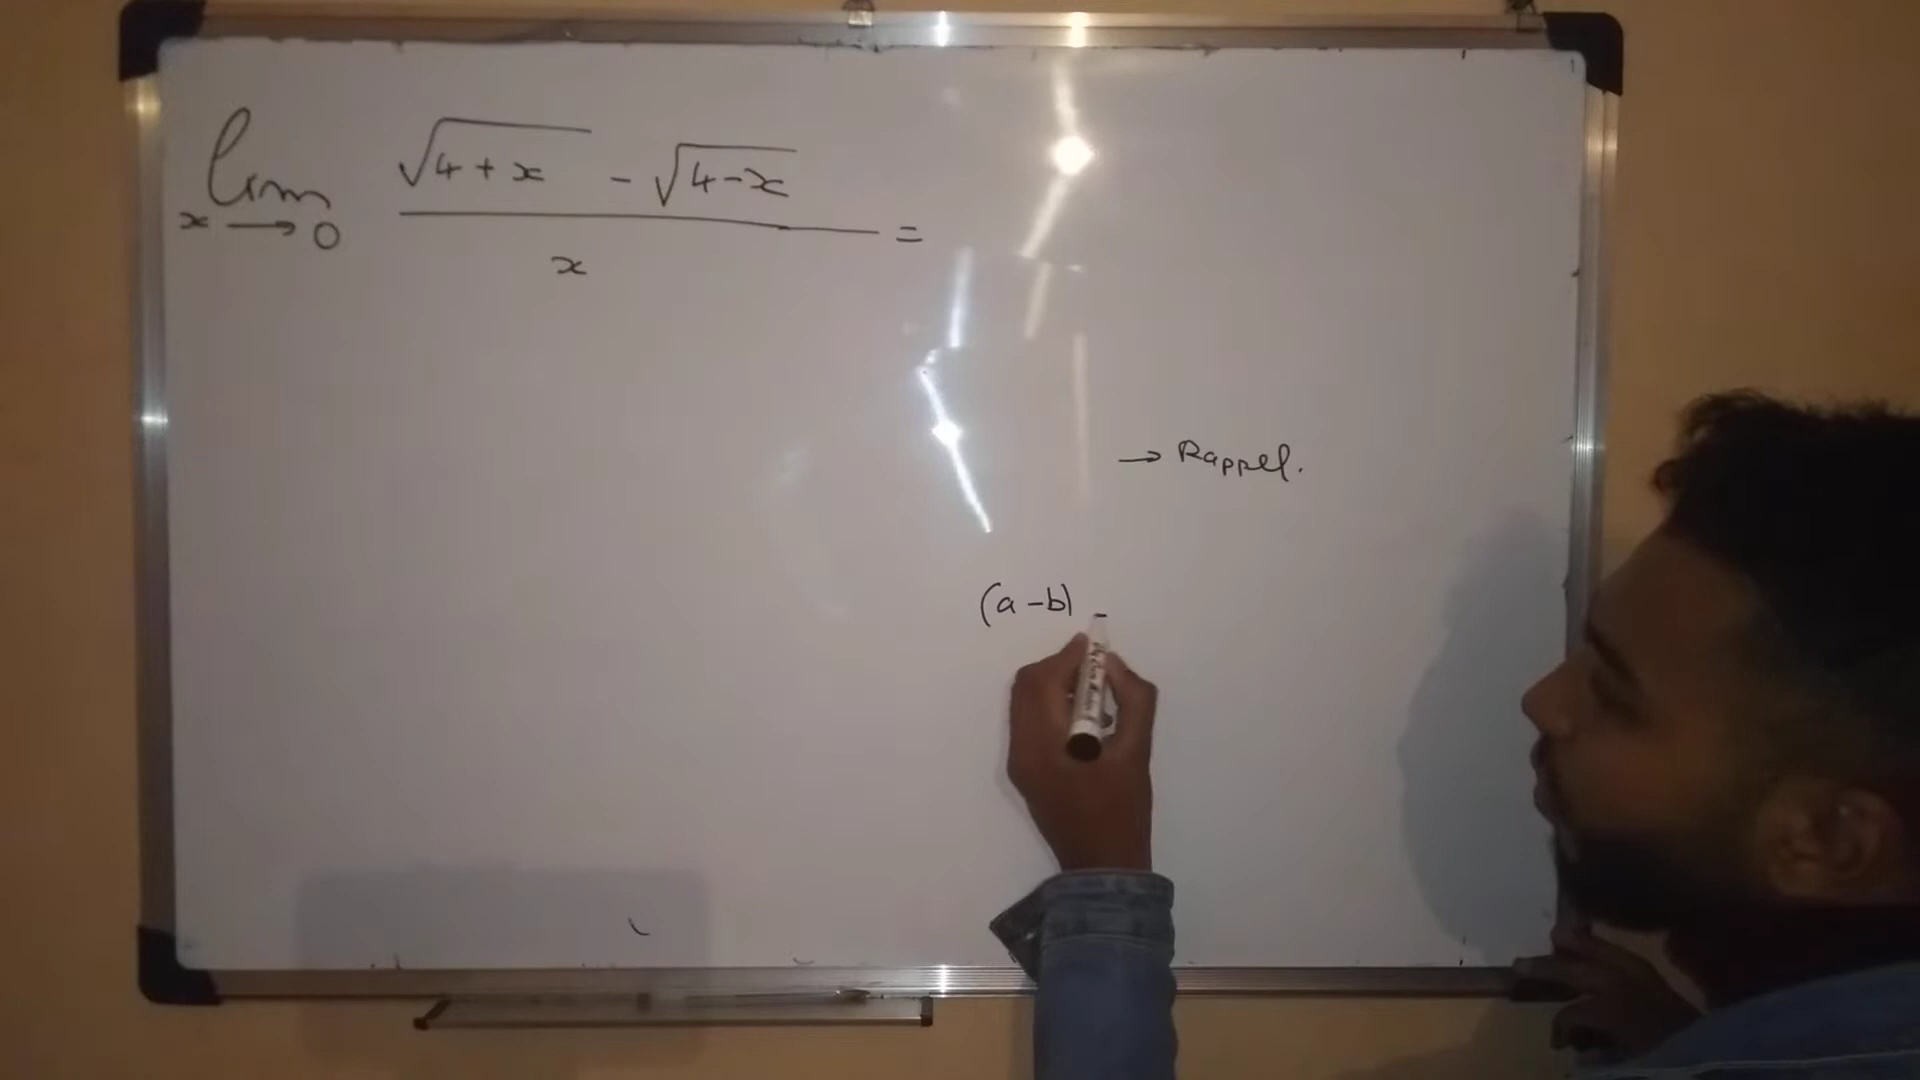 lim x→0 (√(4+x) - √(4-x)) / x =
→ Rappel.
(a-b) -